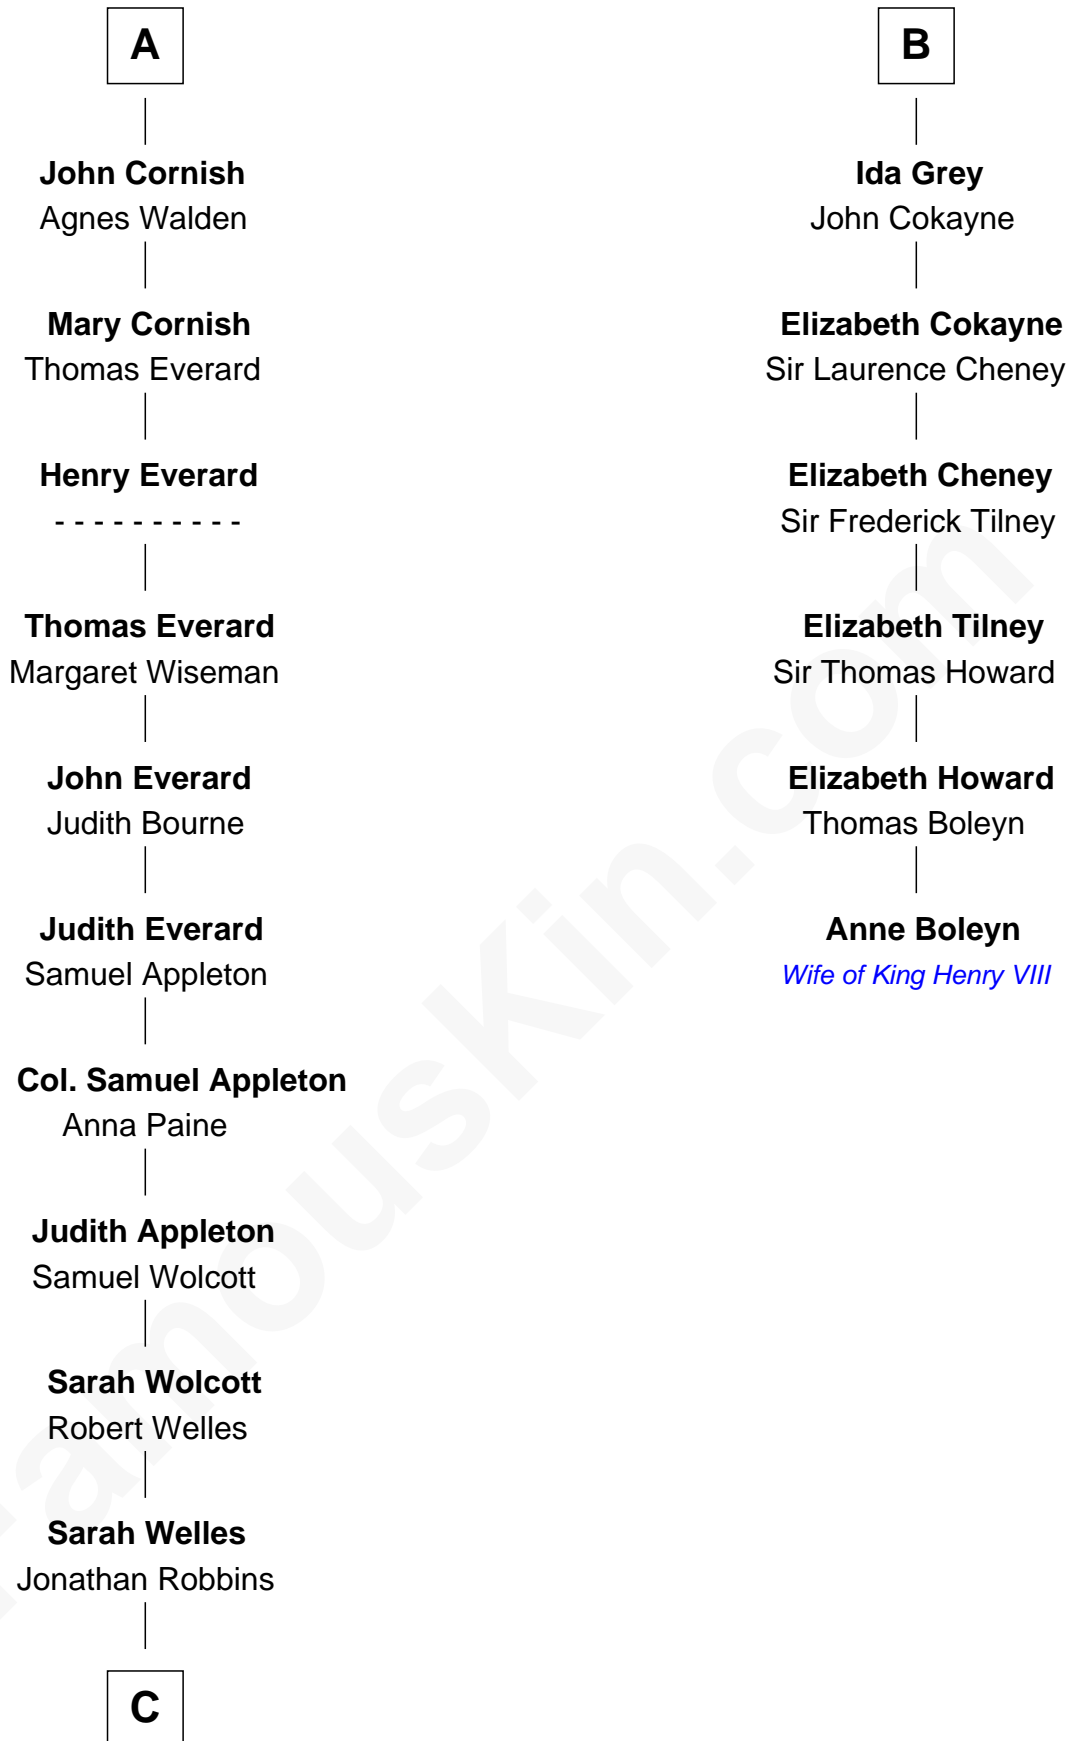 A
John Cornish
Agnes Walden
Mary Cornish
Thomas Everard
Henry Everard
- - - - - - - - - -
Thomas Everard
Margaret Wiseman
John Everard
Judith Bourne
Judith Everard
Samuel Appleton
Col. Samuel Appleton
Anna Paine
Judith Appleton
Samuel Wolcott
Sarah Wolcott
Robert Welles
Sarah Welles
Jonathan Robbins
C
B
Ida Grey
John Cokayne
Elizabeth Cokayne
Sir Laurence Cheney
Elizabeth Cheney
Sir Frederick Tilney
Elizabeth Tilney
Sir Thomas Howard
Elizabeth Howard
Thomas Boleyn
Anne Boleyn
Wife of King Henry VIII
FamousKin.com